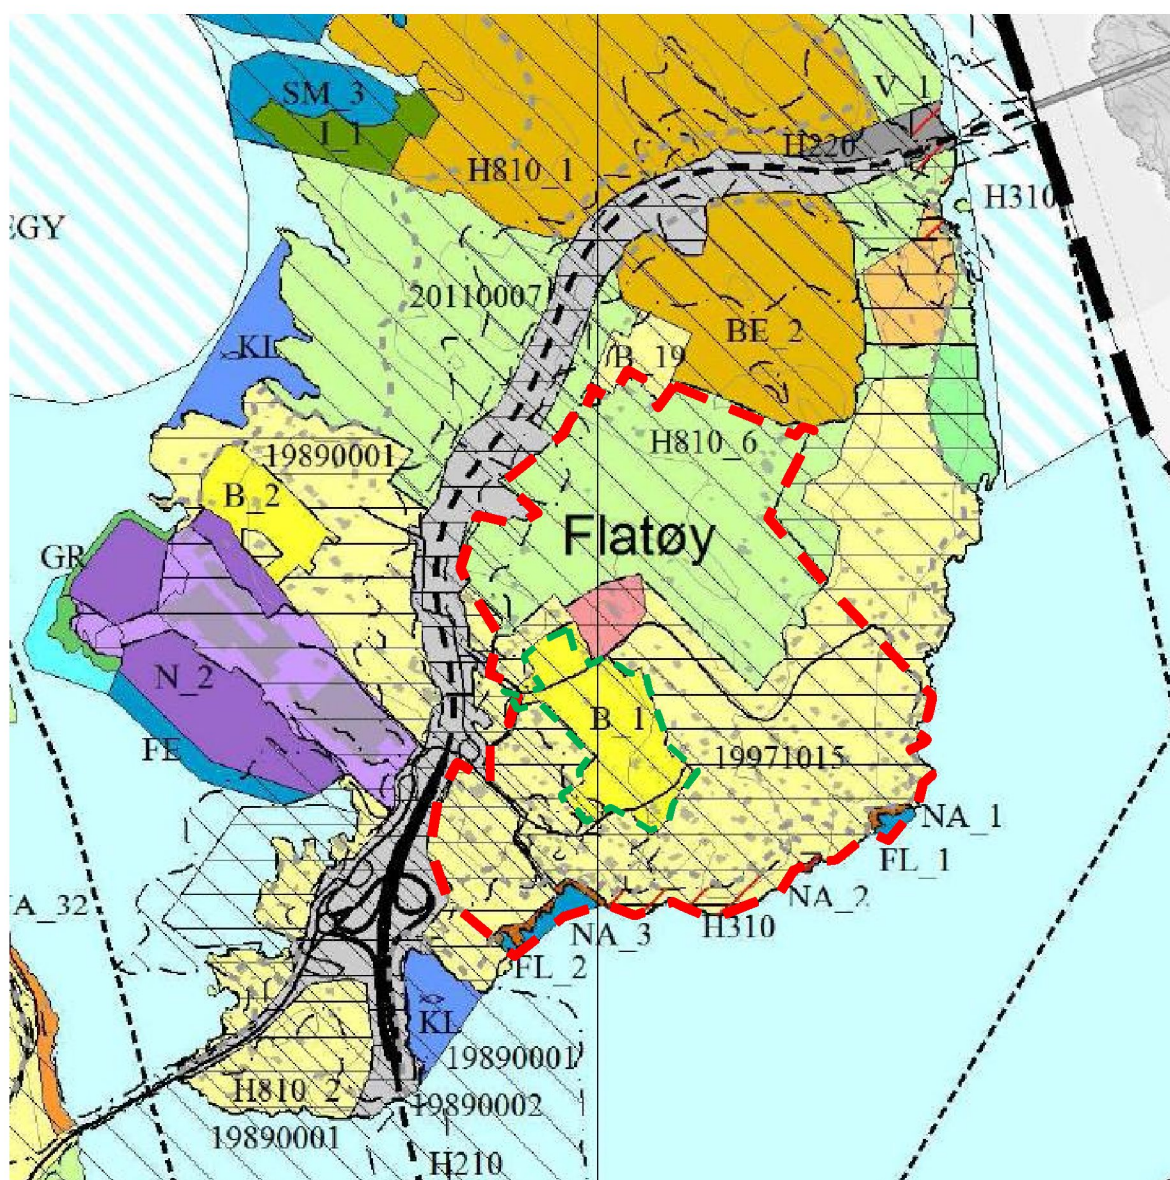 SM_3
I_1
V_1
H220
H810_1
H310
EGY
20110007
KL
BE_2
B_19
H810_6
19890001
B_2
Flatøy
GR
N_2
B_1
FE
19971015
NA_1
FL_1
NA_2
A_32
H310
NA_3
FL_2
KL
19890001
H810_2
19890002
19890001
H210